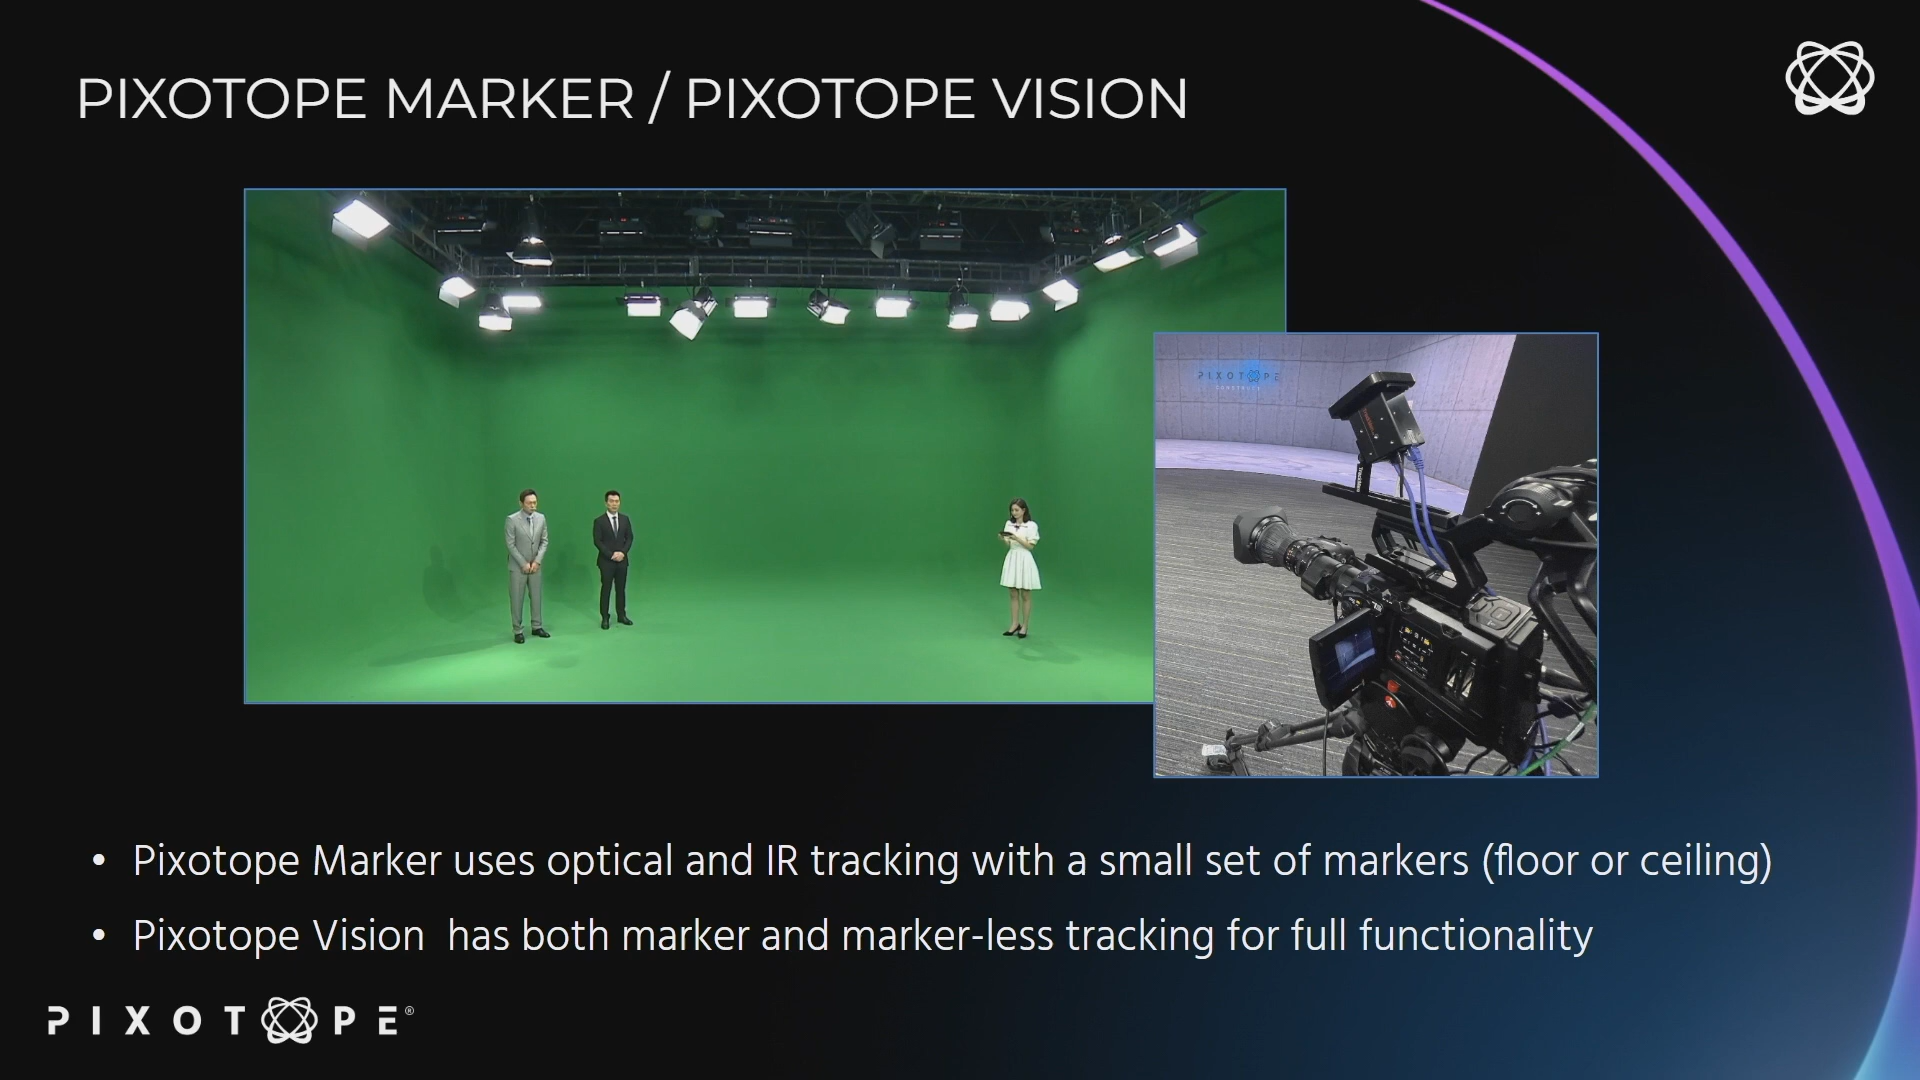 PIXOTOPE MARKER / PIXOTOPE VISION
PIXOTOPE
• Pixotope Marker uses optical and IR tracking with a small set of markers (floor or ceiling)
• Pixotope Vision  has both marker and marker-less tracking for full functionality
PIXOTOPE®